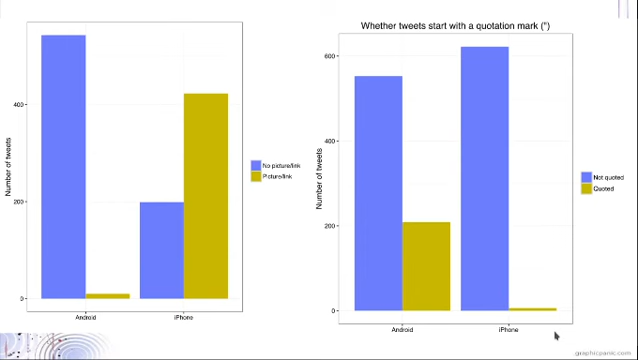 Number of tweets
400
200
0
Android
iPhone
No picture/link
Picture/link
Whether tweets start with a quotation mark (")
Number of tweets
600
400
200
0
Android
iPhone
Not quoted
Quoted
graphicpanic.com